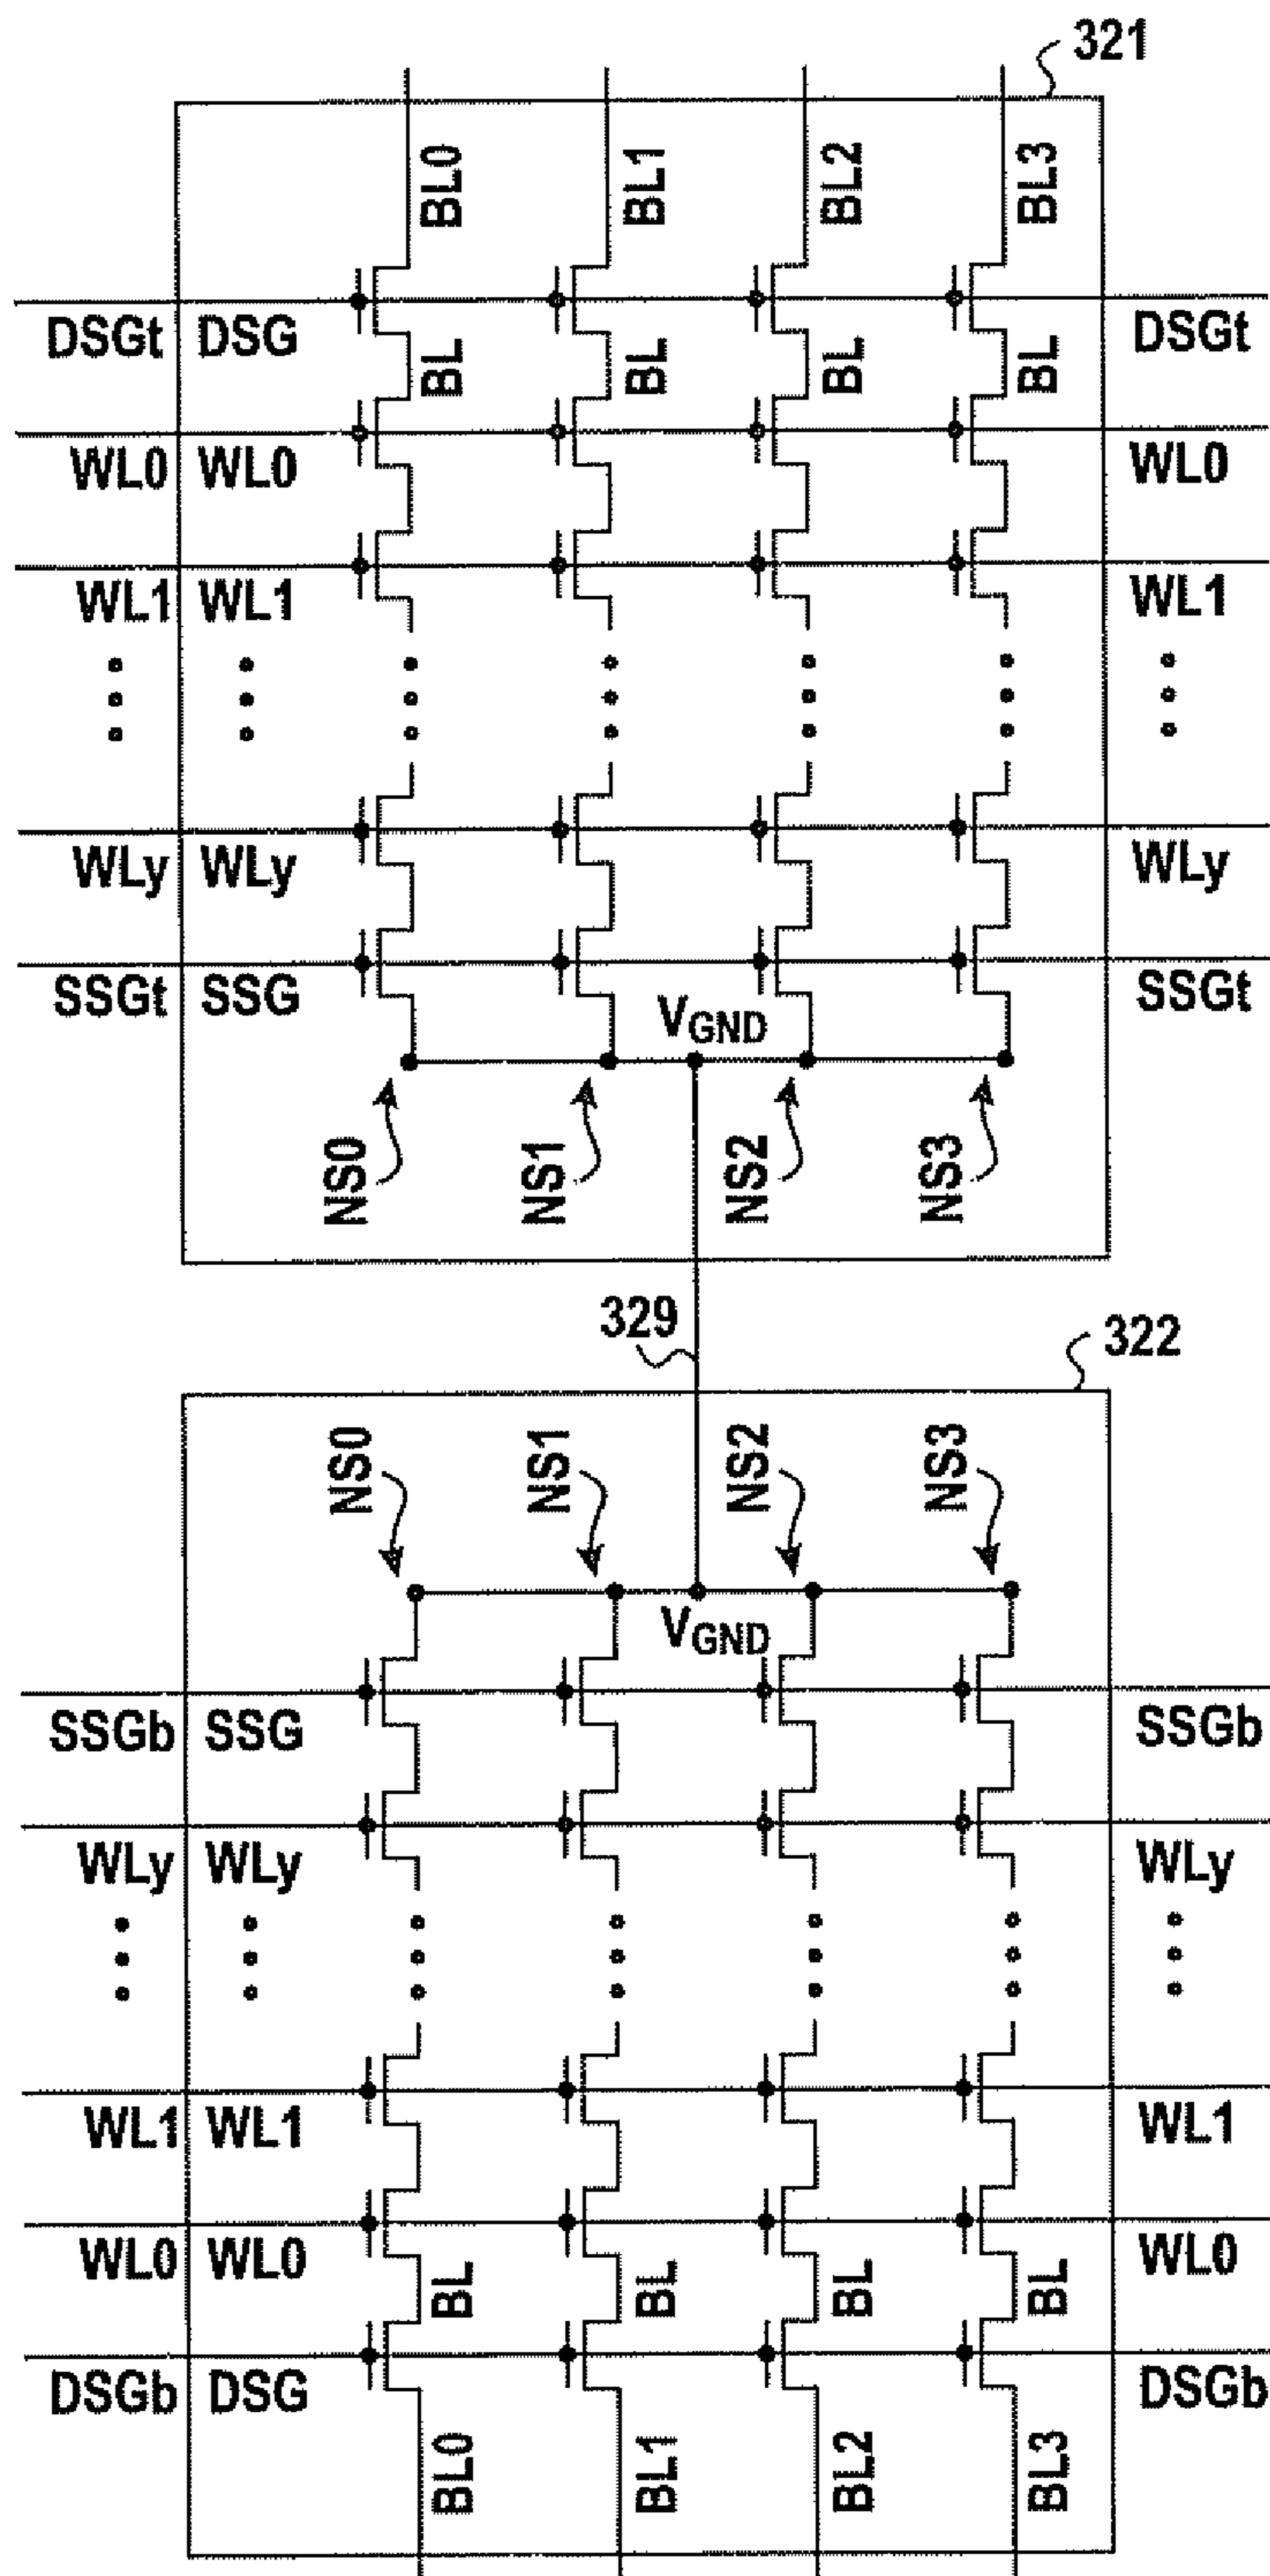 321
BL0 BL1 BL2 BL3
DSGt DSG DSGt
BL BL BL BL
WL0 WL0 WL0
WL1 WL1 WL1
WLy WLy WLy
SSGt SSG SSGt
VGND
NS0 NS1 NS2 NS3
329
322
NS0 NS1 NS2 NS3
VGND
SSGb SSG SSGb
WLy WLy WLy
WL1 WL1 WL1
WL0 WL0 WL0
BL BL BL BL
DSGb DSG DSGb
BL0 BL1 BL2 BL3